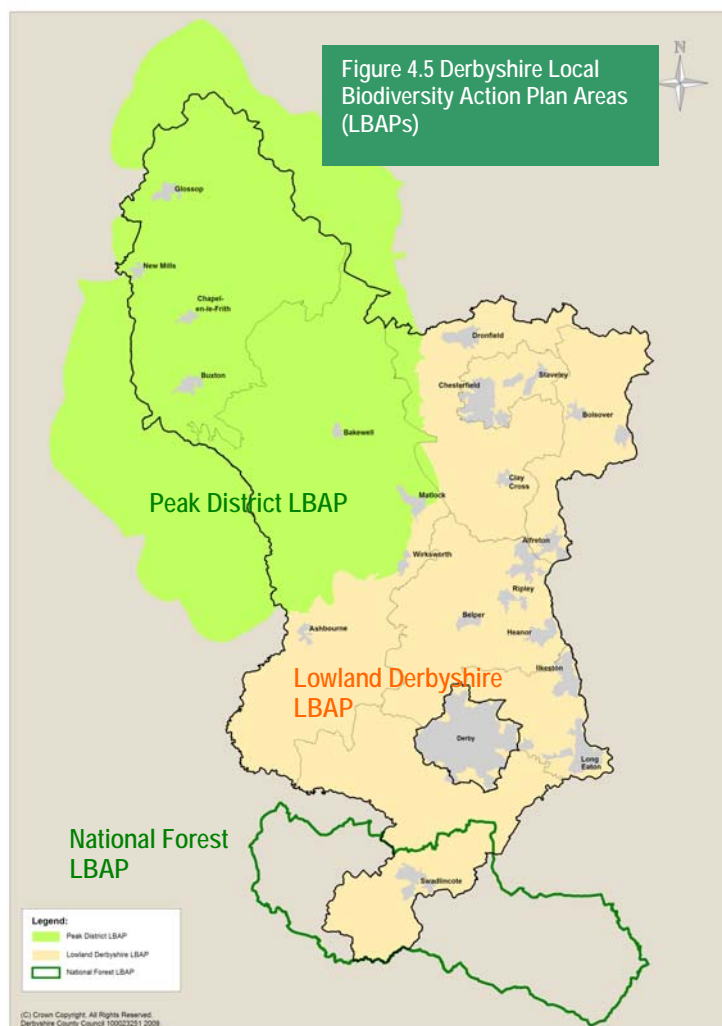 Figure 4.5 Derbyshire Local
Biodiversity Action Plan Areas
(LBAPs)
N
Glossop
New Mills
Chapel-
en-le-Frith
Buxton
Dronfield
Chesterfield
Staveley
Bolsover
Bakewell
Clay
Cross
Peak District LBAP
Matlock
Wirksworth
Alfreton
Ripley
Ashbourne
Belper
Heanor
Ilkeston
Lowland Derbyshire
LBAP
Derby
Long
Eaton
National Forest
LBAP
Swadlincote
Legend:
Peak District LBAP
Lowland Derbyshire LBAP
National Forest LBAP
(C) Crown Copyright. All Rights Reserved.
Derbyshire County Council 100023251 2009